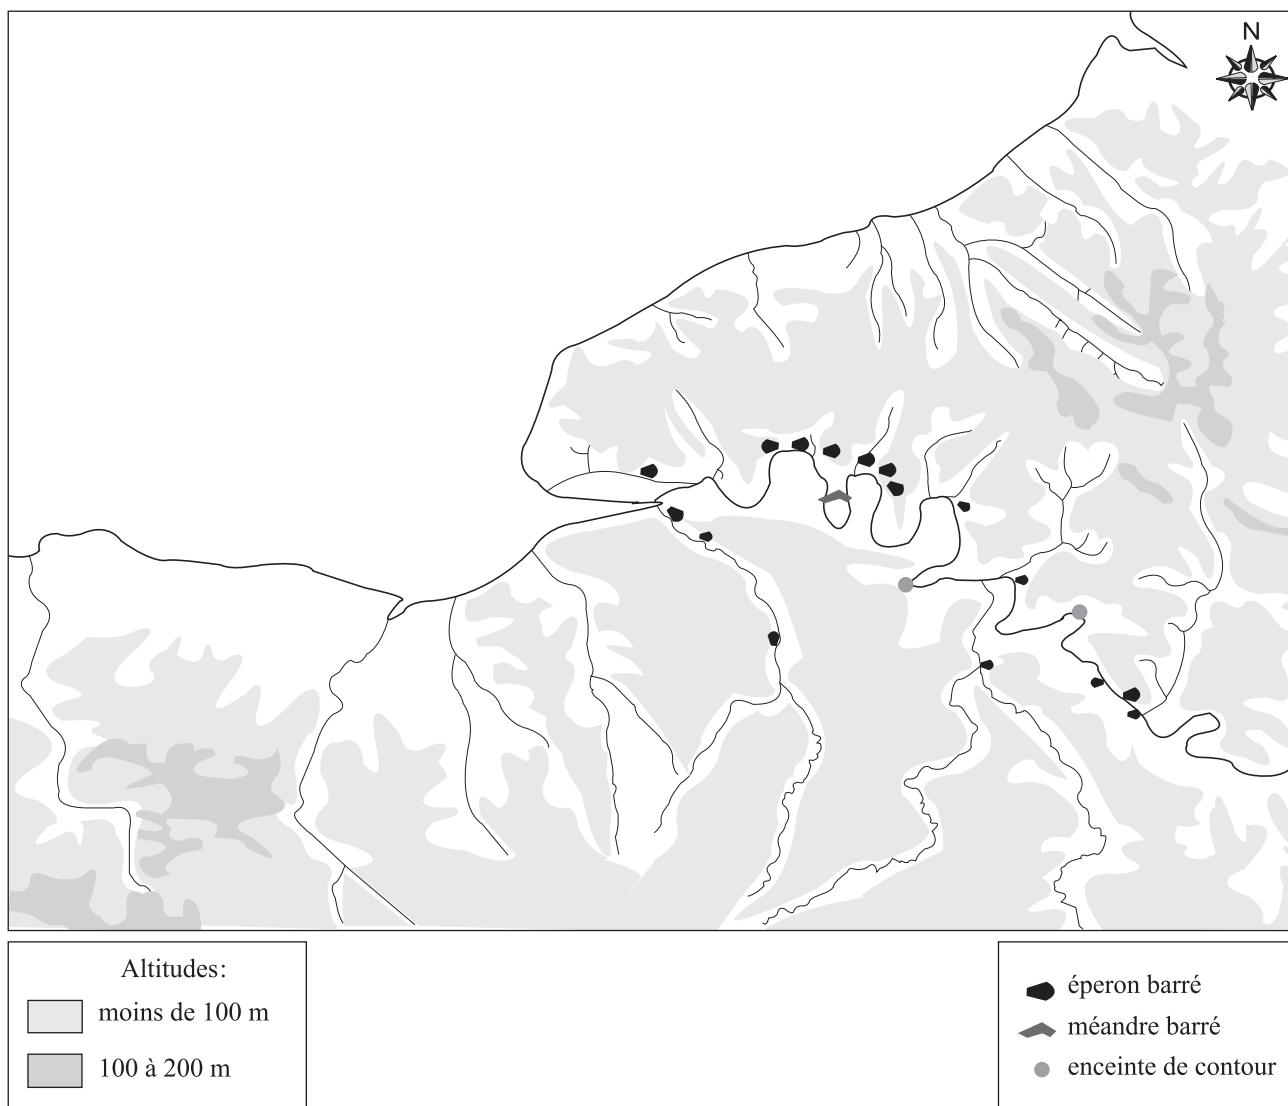 N
Altitudes:
moins de 100 m
100 à 200 m
éperon barré
méandre barré
enceinte de contour